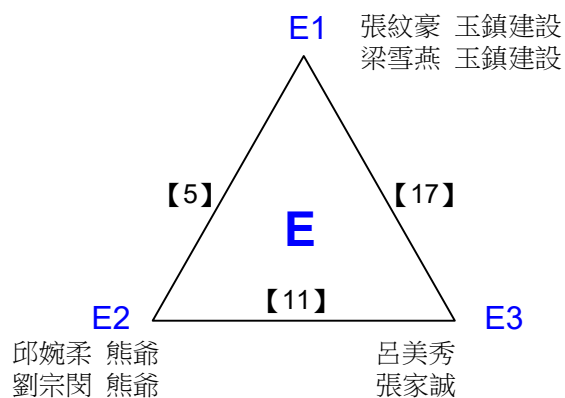 E1
張紋豪 玉鎮建設
梁雪燕 玉鎮建設
【5】
【17】
E
【11】
E2
E3
邱婉柔 熊爺
劉宗閔 熊爺
呂美秀
張家誠